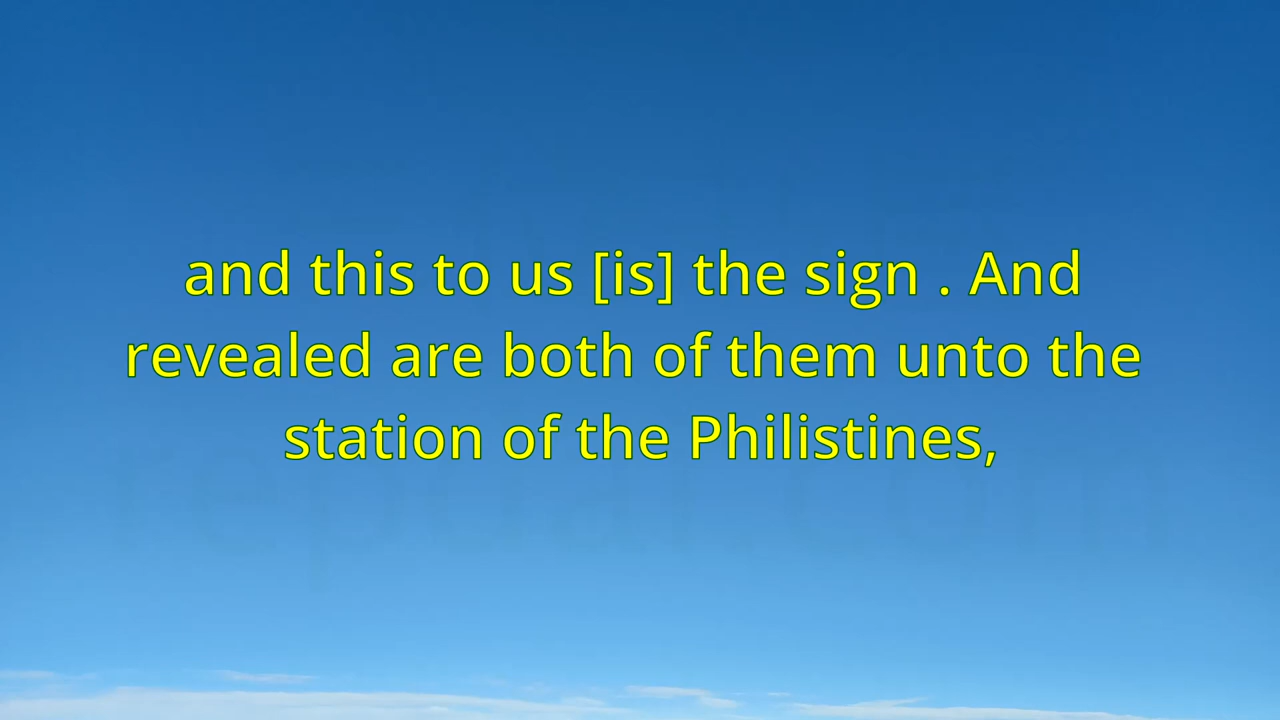 and this to us [is] the sign . And
revealed are both of them unto the
station of the Philistines,